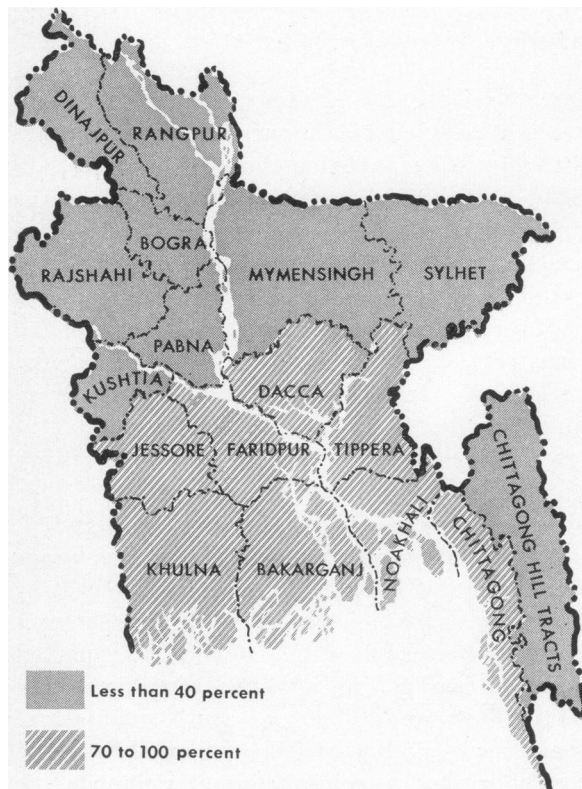 DINAJPUR
RANGPUR
BOGRA
RAJSHAHI
MYMENSINGH
SYLHET
PABNA
KUSHTIA
DACCA
JESSORE
FARIDPUR
TIPPERA
CHITTAGONG HILL TRACTS
NOAKHALI
CHITTAGONG
KHULNA
BAKARGANJ
Less than 40 percent
70 to 100 percent